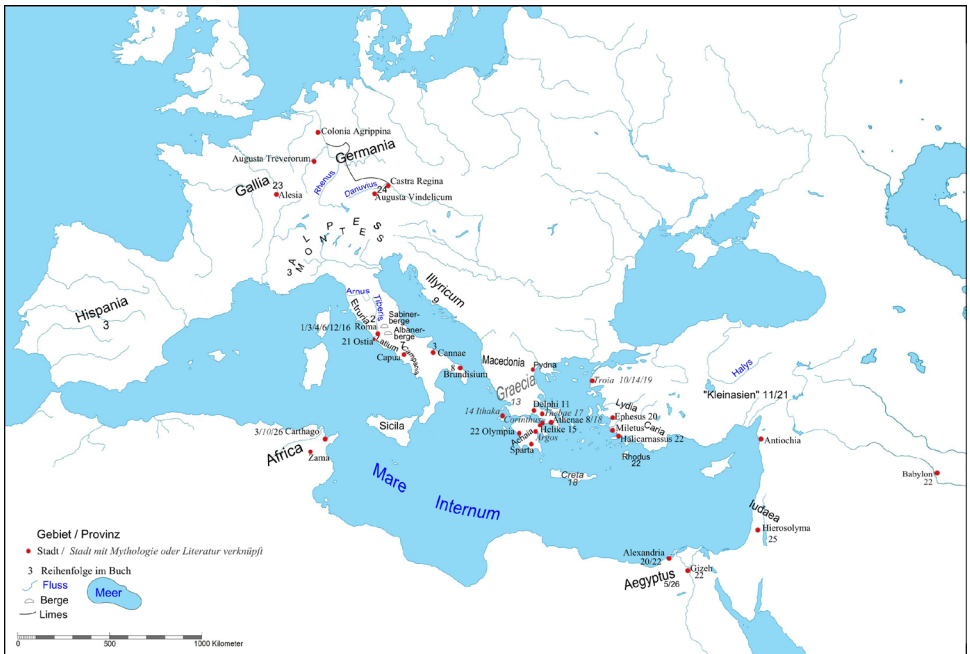 Colonia Agrippina
Germania
Augusta Treverorum
Rhenus
Gallia
23
Alesia
Danuvius
24
Castra Regina
Augusta Vindelicum
MONTES
ALPES
3
Hispania
3
Illyricum
9
Arnus
Tiberis
Etruria
2
Sabiner-
berge
Albaner-
berge
1/3/4/6/12/16
Roma
21 Ostia
Latium
7
Campania
Capua
3
Cannae
8
Brundisium
Sicilia
3/10/26 Carthago
Africa
Zama
Macedonia
Pydna
Graecia
13
Troia 10/14/19
Halys
"Kleinasien" 11/21
Delphi 11
14 Ithaka
Thebae 17
Corinthus
Athenae 8/18
22 Olympia
Achaia
Helike 15
Argos
Sparta
Lydia
Ephesus 20
Caria
Miletus
Halicarnassus 22
Rhodus
22
Creta
18
Antiochia
Babylon
22
Iudaea
Hierosolyma
25
Alexandria
20/22
Gizeh
22
Aegyptus
5/26
Mare
Internum
Gebiet / Provinz
Stadt / Stadt mit Mythologie oder Literatur verknüpft
3 Reihenfolge im Buch
Fluss
Meer
Berge
Limes
0 500 1000 Kilometer